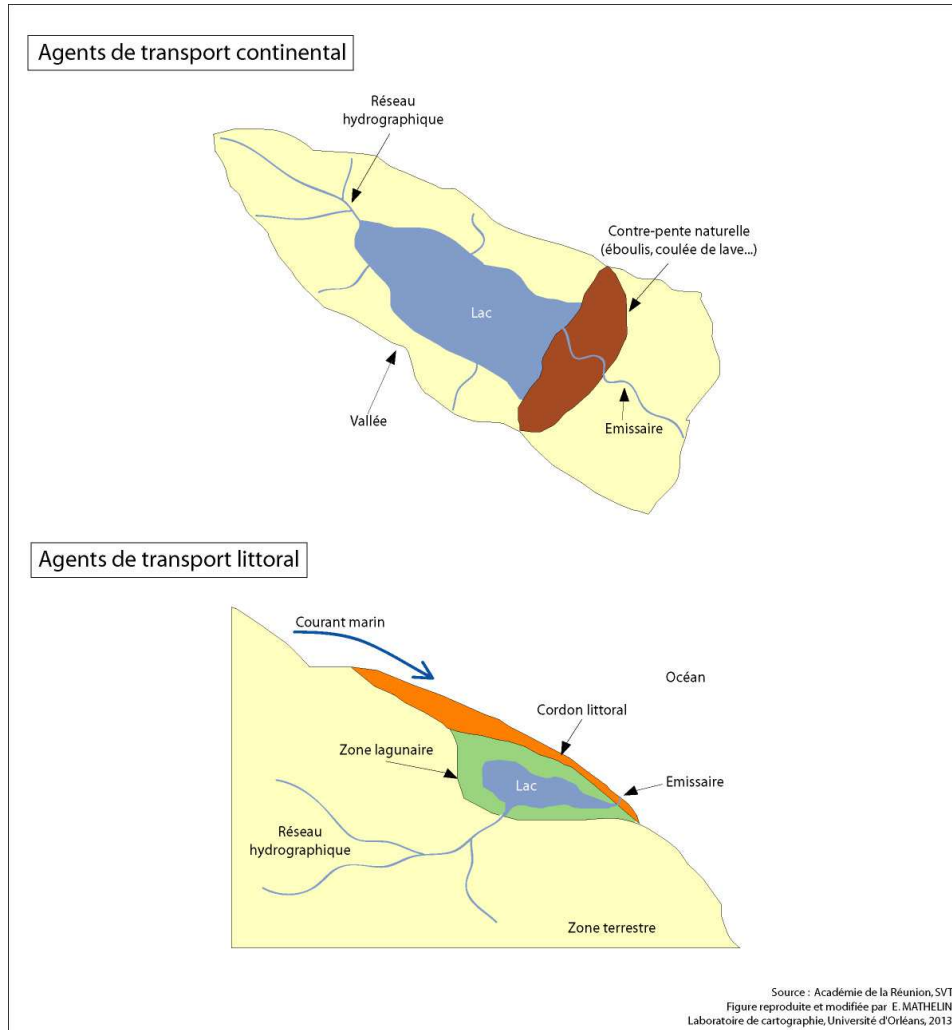 Agents de transport continental
Réseau
hydrographique
Contre-pente naturelle
(éboulis, coulée de lave...)
Lac
Vallée
Emissaire
Agents de transport littoral
Courant marin
Océan
Cordon littoral
Zone lagunaire
Emissaire
Lac
Réseau
hydrographique
Zone terrestre
Source : Académie de la Réunion, SVT
Figure reproduite et modifiée par E. MATHELIN
Laboratoire de cartographie, Université d'Orléans, 2013